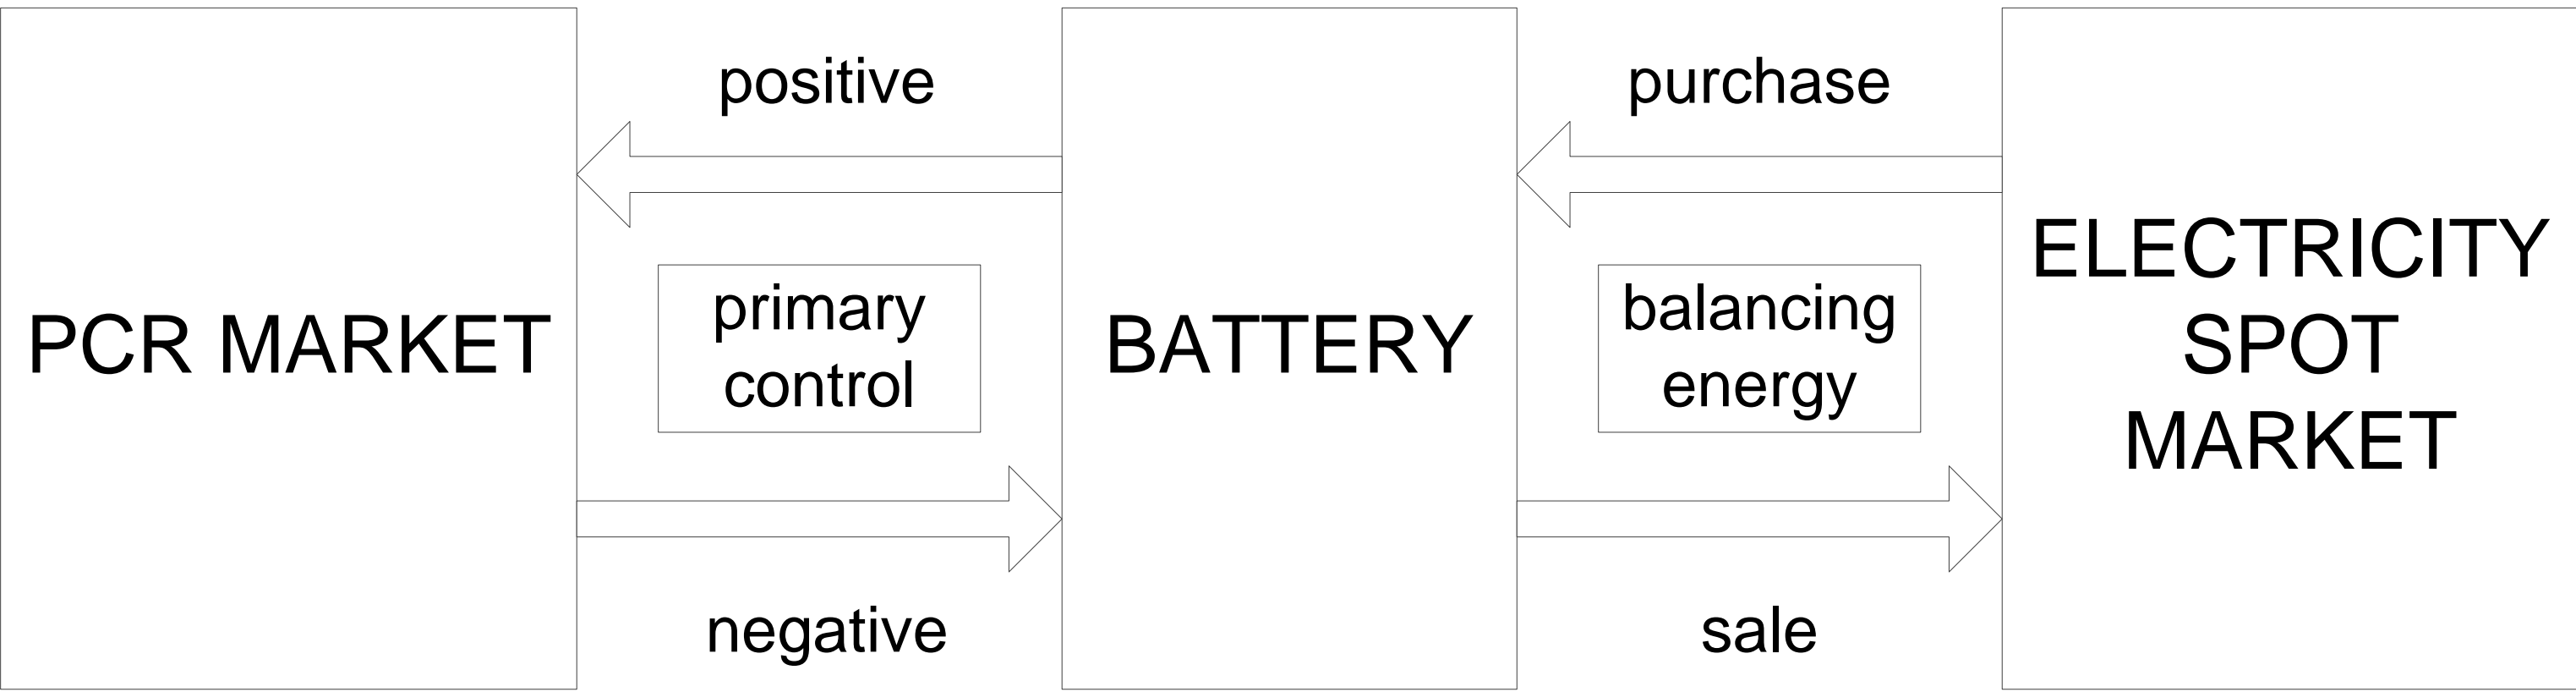 PCR MARKET
positive
primary
control
negative
BATTERY
purchase
balancing
energy
sale
ELECTRICITY
SPOT
MARKET